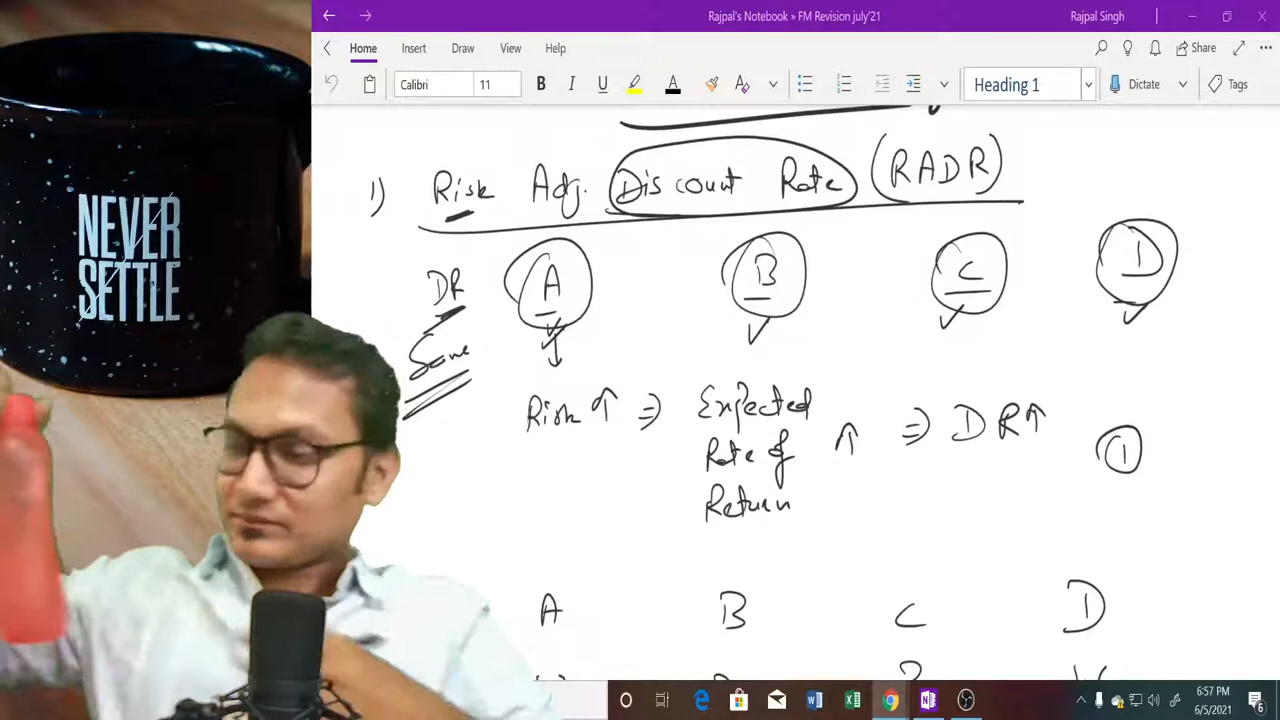 Rajpal's Notebook » FM Revision july'21
Rajpal Singh
Home Insert Draw View Help
Share
Calibri 11 B I U A Heading 1 Dictate Tags
NEVER
SETTLE
1) Risk Adj. Discount Rate (RADR)
DR A B C D
Same
Risk ↑ ⇒ Expected Rate of Return ↑ ⇒ DR↑ 1
A B C D
6:57 PM
6/5/2021
6